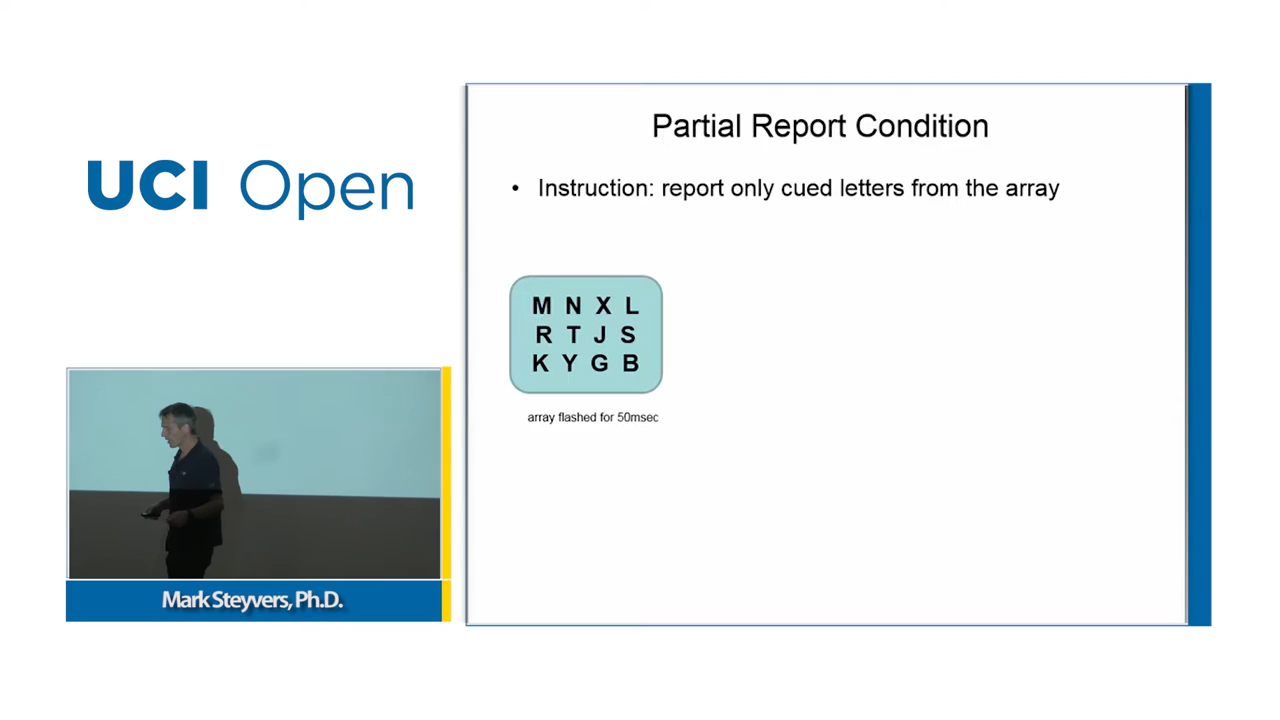 UCI Open
Partial Report Condition
• Instruction: report only cued letters from the array
M N X L
R T J S
K Y G B
array flashed for 50msec
Mark Steyvers, Ph.D.